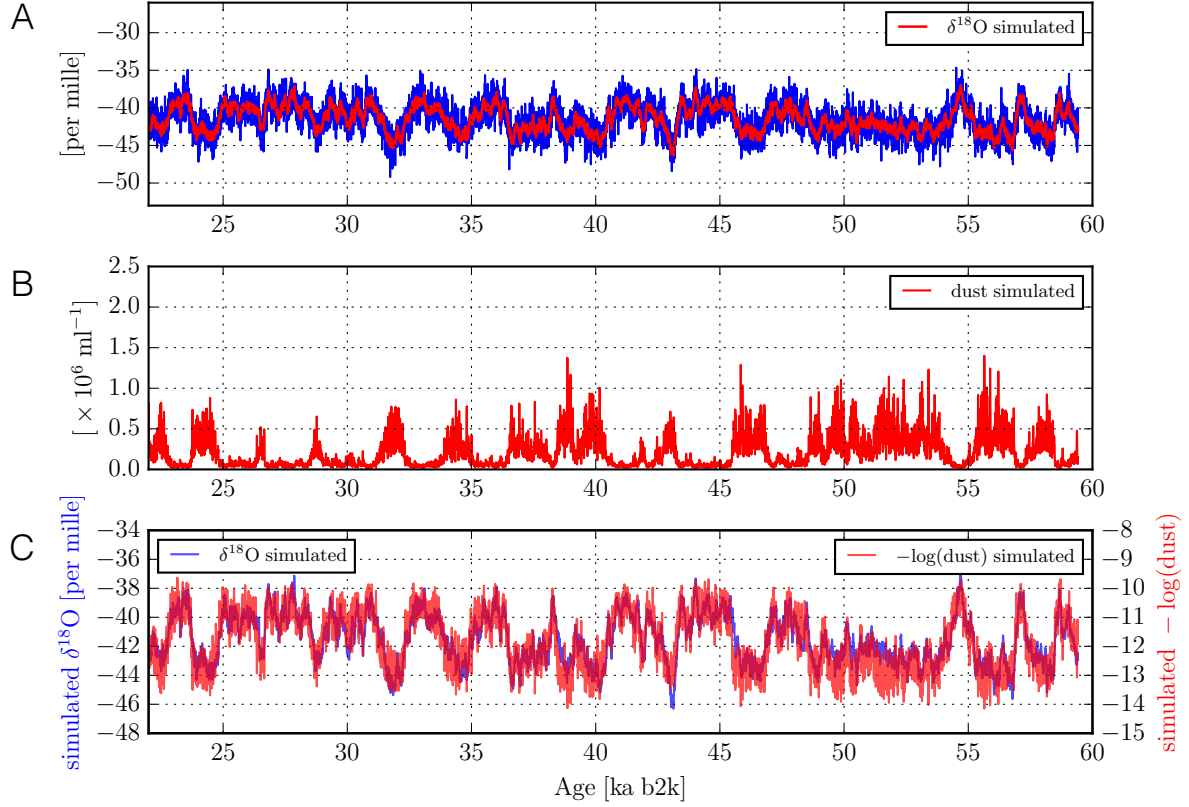 A
[per mille]
δ¹⁸O simulated
−30
−35
−40
−45
−50
25 30 35 40 45 50 55 60
B
[ × 10⁶ ml⁻¹]
dust simulated
2.5
2.0
1.5
1.0
0.5
0.0
25 30 35 40 45 50 55 60
C
simulated δ¹⁸O [per mille]
δ¹⁸O simulated
−log(dust) simulated
−34 −8
−36 −9
−38 −10
−40 −11
−42 −12
−44 −13
−46 −14
−48 −15
simulated − log(dust)
25 30 35 40 45 50 55 60
Age [ka b2k]